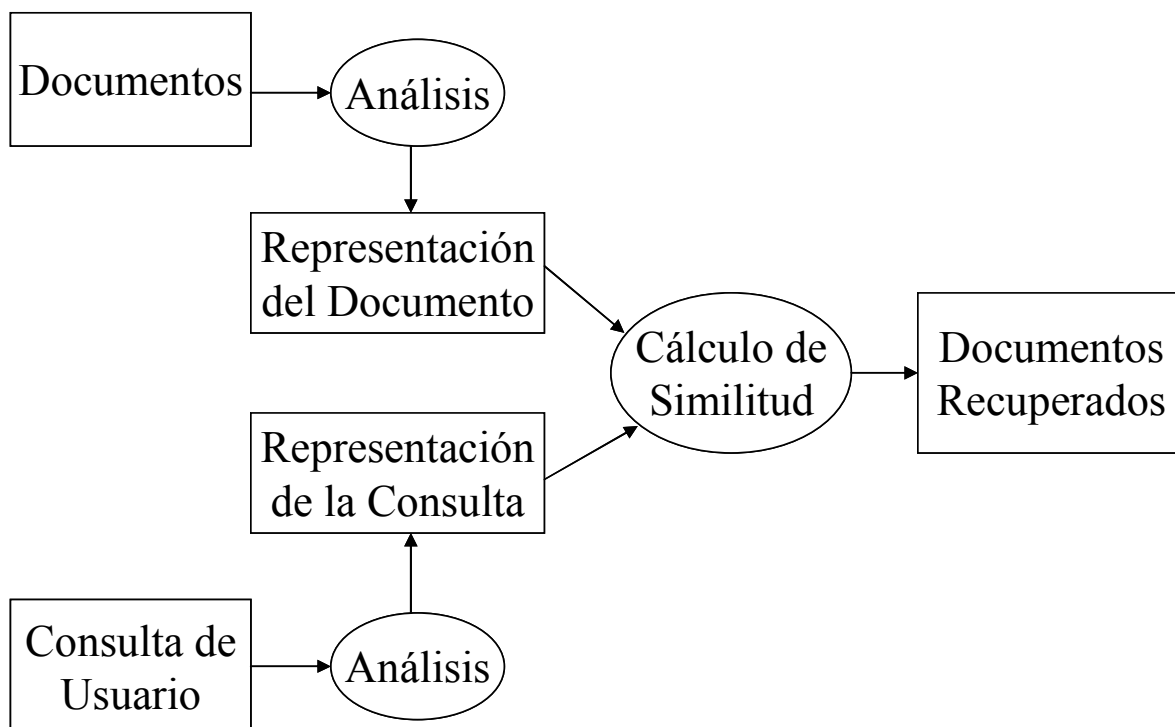 Documentos
Análisis
Representación
del Documento
Cálculo de
Similitud
Documentos
Recuperados
Representación
de la Consulta
Consulta de
Usuario
Análisis